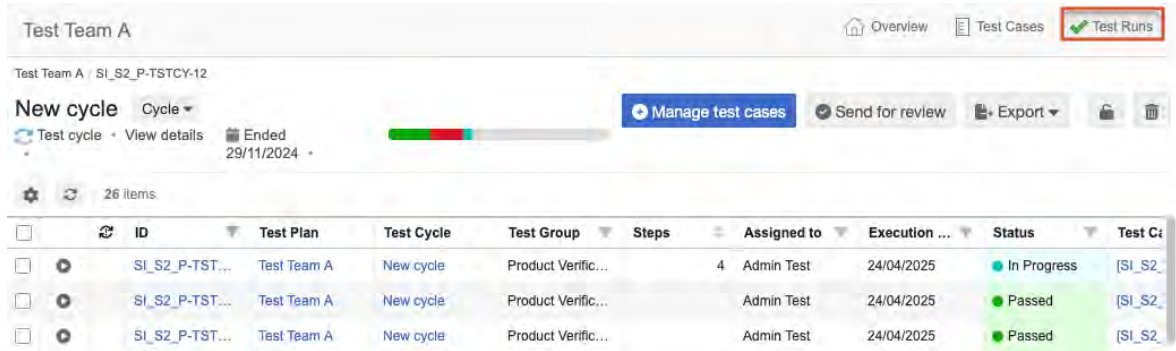 Test Team A
Overview
Test Cases
Test Runs
Test Team A / SI_S2_P-TSTCY-12
New cycle Cycle
Manage test cases
Send for review
Export
Test cycle • View details
Ended
29/11/2024
26 items
ID Test Plan Test Cycle Test Group Steps Assigned to Execution ... Status Test Ca
SI_S2_P-TST... Test Team A New cycle Product Verific... 4 Admin Test 24/04/2025 In Progress [SI_S2_
SI_S2_P-TST... Test Team A New cycle Product Verific... Admin Test 24/04/2025 Passed [SI_S2_
SI_S2_P-TST... Test Team A New cycle Product Verific... Admin Test 24/04/2025 Passed [SI_S2_